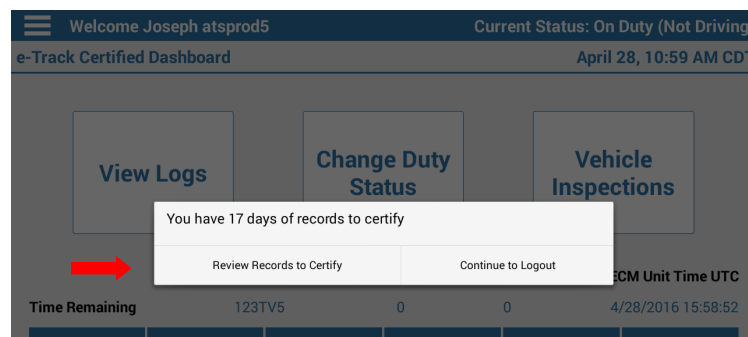 Welcome Joseph atsprod5 Current Status: On Duty (Not Driving
e-Track Certified Dashboard April 28, 10:59 AM CDT
View Logs
Change Duty
Status
Vehicle
Inspections
You have 17 days of records to certify
Review Records to Certify Continue to Logout
ECM Unit Time UTC
Time Remaining 123TV5 0 0 4/28/2016 15:58:52